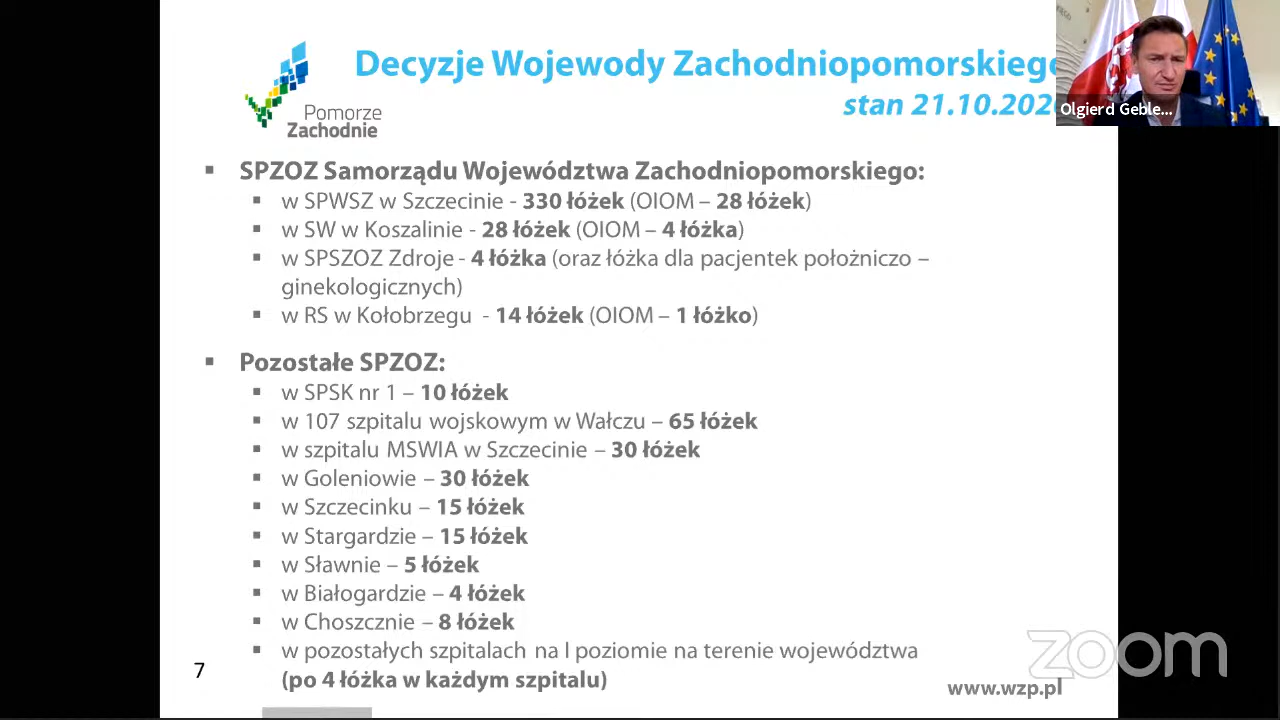 Decyzje Wojewody Zachodniopomorskiego
stan 21.10.202
Olgierd Geble...
Pomorze
Zachodnie
▪ SPZOZ Samorządu Województwa Zachodniopomorskiego:
▪ w SPWSZ w Szczecinie - 330 łóżek (OIOM – 28 łóżek)
▪ w SW w Koszalinie - 28 łóżek (OIOM – 4 łóżka)
▪ w SPSZOZ Zdroje - 4 łóżka (oraz łóżka dla pacjentek położniczo –
ginekologicznych)
▪ w RS w Kołobrzegu - 14 łóżek (OIOM – 1 łóżko)
▪ Pozostałe SPZOZ:
▪ w SPSK nr 1 – 10 łóżek
▪ w 107 szpitalu wojskowym w Wałczu – 65 łóżek
▪ w szpitalu MSWIA w Szczecinie – 30 łóżek
▪ w Goleniowie – 30 łóżek
▪ w Szczecinku – 15 łóżek
▪ w Stargardzie – 15 łóżek
▪ w Sławnie – 5 łóżek
▪ w Białogardzie – 4 łóżek
▪ w Choszcznie – 8 łóżek
▪ w pozostałych szpitalach na I poziomie na terenie województwa
(po 4 łóżka w każdym szpitalu)
7
zoom
www.wzp.pl